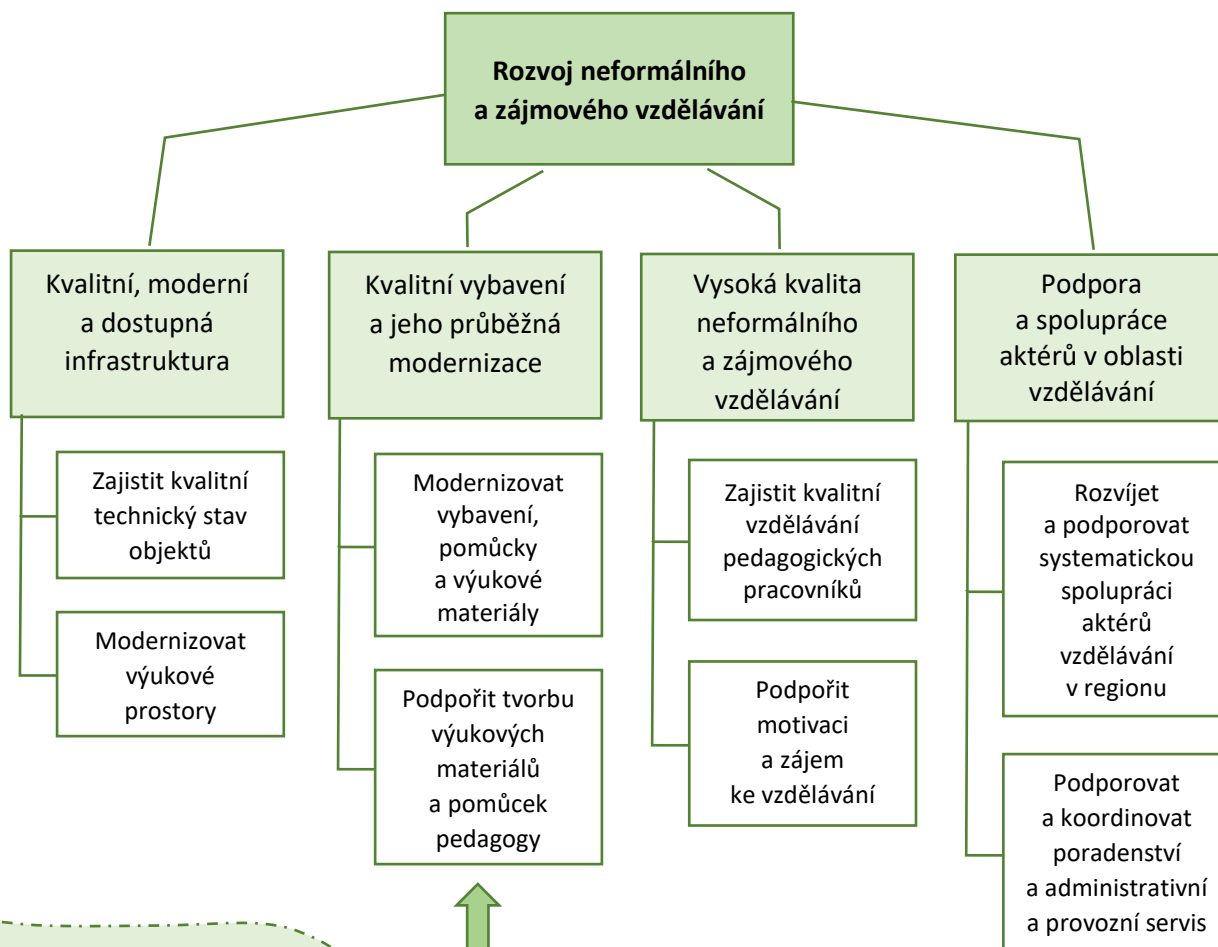 Rozvoj neformálního
a zájmového vzdělávání
Kvalitní, moderní
a dostupná
infrastruktura
Zajistit kvalitní
technický stav
objektů
Modernizovat
výukové
prostory
Kvalitní vybavení
a jeho průběžná
modernizace
Modernizovat
vybavení,
pomůcky
a výukové
materiály
Podpořit tvorbu
výukových
materiálů
a pomůcek
pedagogy
Vysoká kvalita
neformálního
a zájmového
vzdělávání
Zajistit kvalitní
vzdělávání
pedagogických
pracovníků
Podpořit
motivaci
a zájem
ke vzdělávání
Podpora
a spolupráce
aktérů v oblasti
vzdělávání
Rozvíjet
a podporovat
systematickou
spolupráci
aktérů
vzdělávání
v regionu
Podporovat
a koordinovat
poradenství
a administrativní
a provozní servis